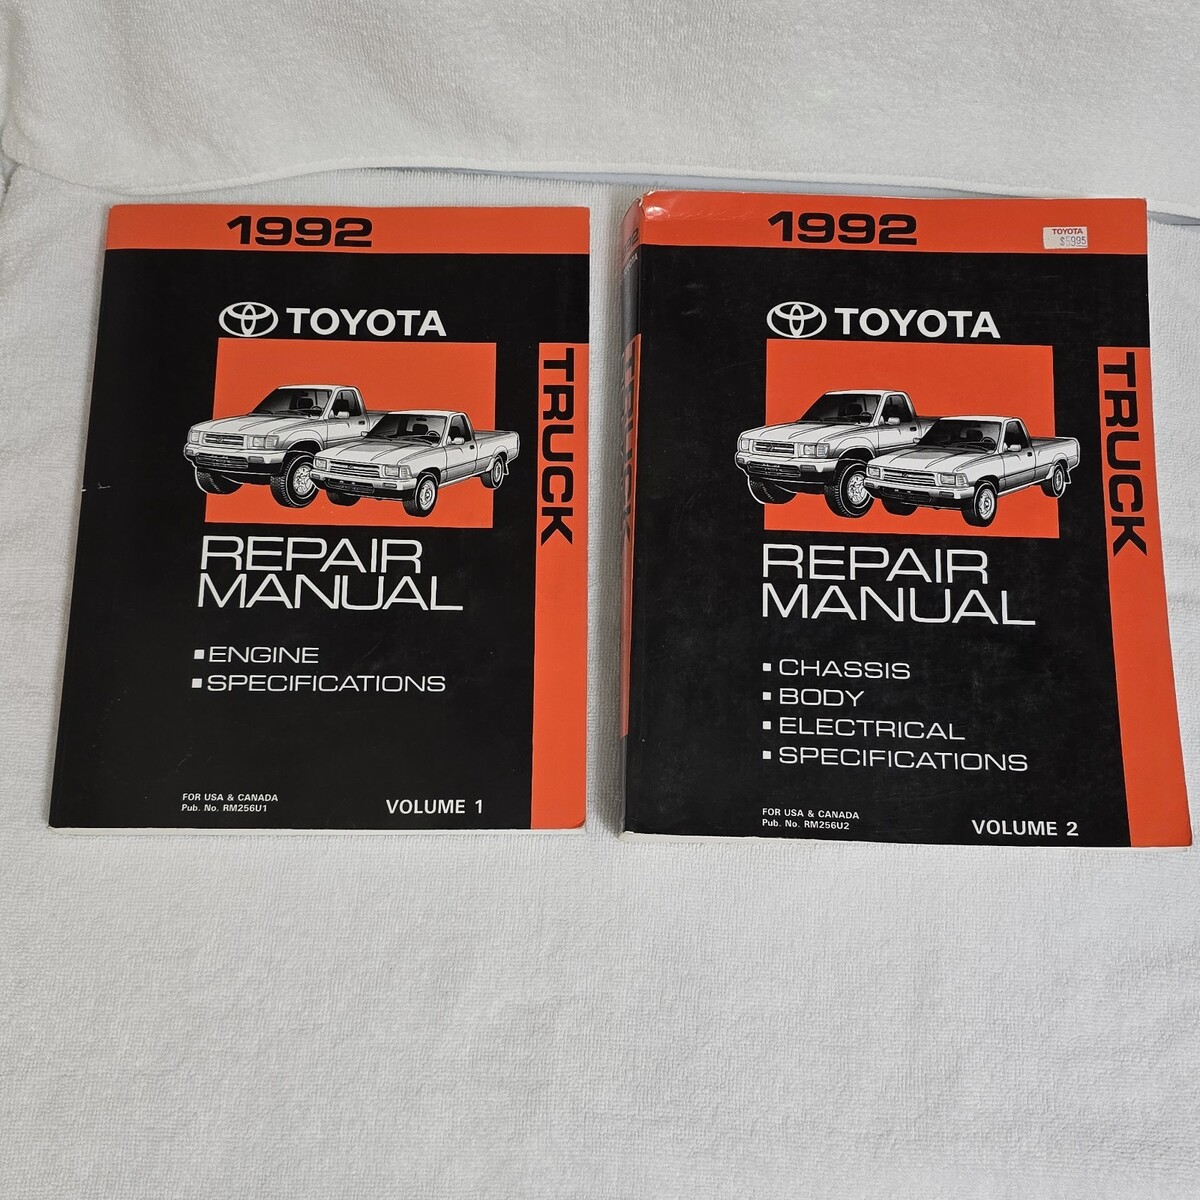 1992
TOYOTA
TRUCK
REPAIR
MANUAL
▪ ENGINE
▪ SPECIFICATIONS
FOR USA & CANADA
Pub. No. RM256U1
VOLUME 1
1992
TOYOTA
$5995
TOYOTA
TRUCK
REPAIR
MANUAL
▪ CHASSIS
▪ BODY
▪ ELECTRICAL
▪ SPECIFICATIONS
FOR USA & CANADA
Pub. No. RM256U2
VOLUME 2